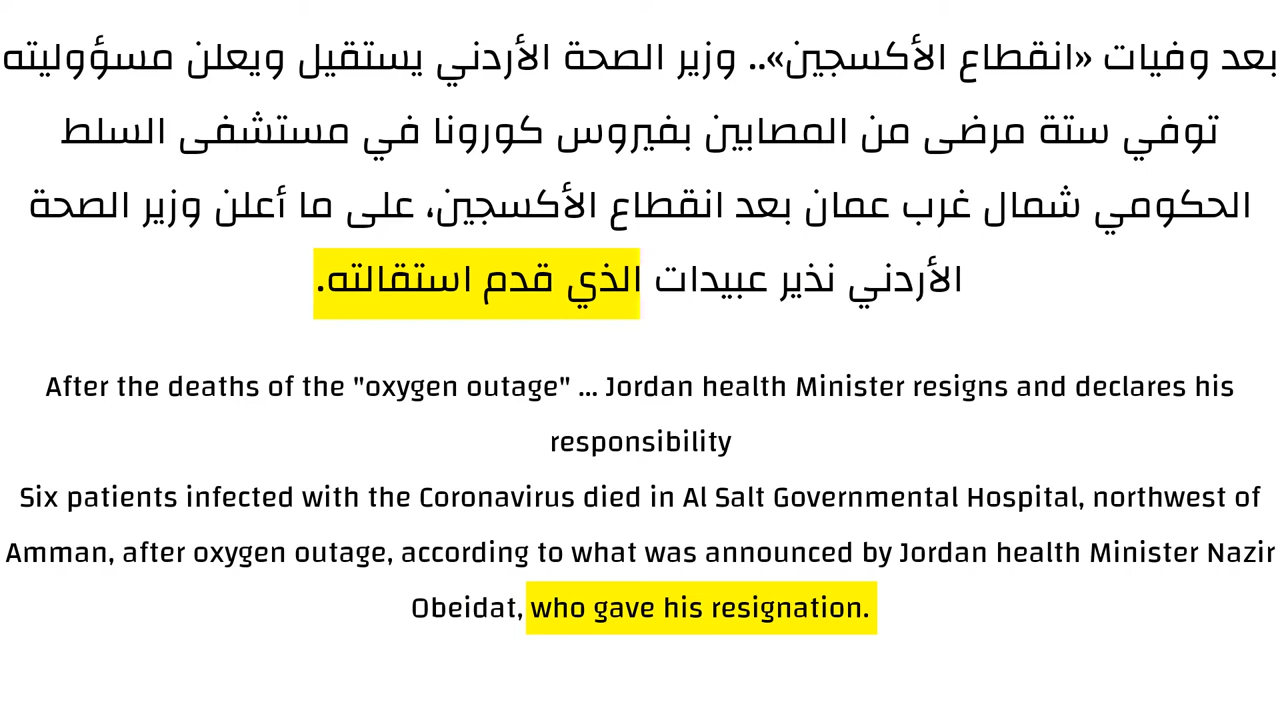 بعد وفيات «انقطاع الأكسجين».. وزير الصحة الأردني يستقيل ويعلن مسؤوليته
توفي ستة مرضى من المصابين بفيروس كورونا في مستشفى السلط
الحكومي شمال غرب عمان بعد انقطاع الأكسجين، على ما أعلن وزير الصحة
الأردني نذير عبيدات الذي قدم استقالته.
After the deaths of the "oxygen outage" ... Jordan health Minister resigns and declares his
responsibility
Six patients infected with the Coronavirus died in Al Salt Governmental Hospital, northwest of
Amman, after oxygen outage, according to what was announced by Jordan health Minister Nazir
Obeidat, who gave his resignation.